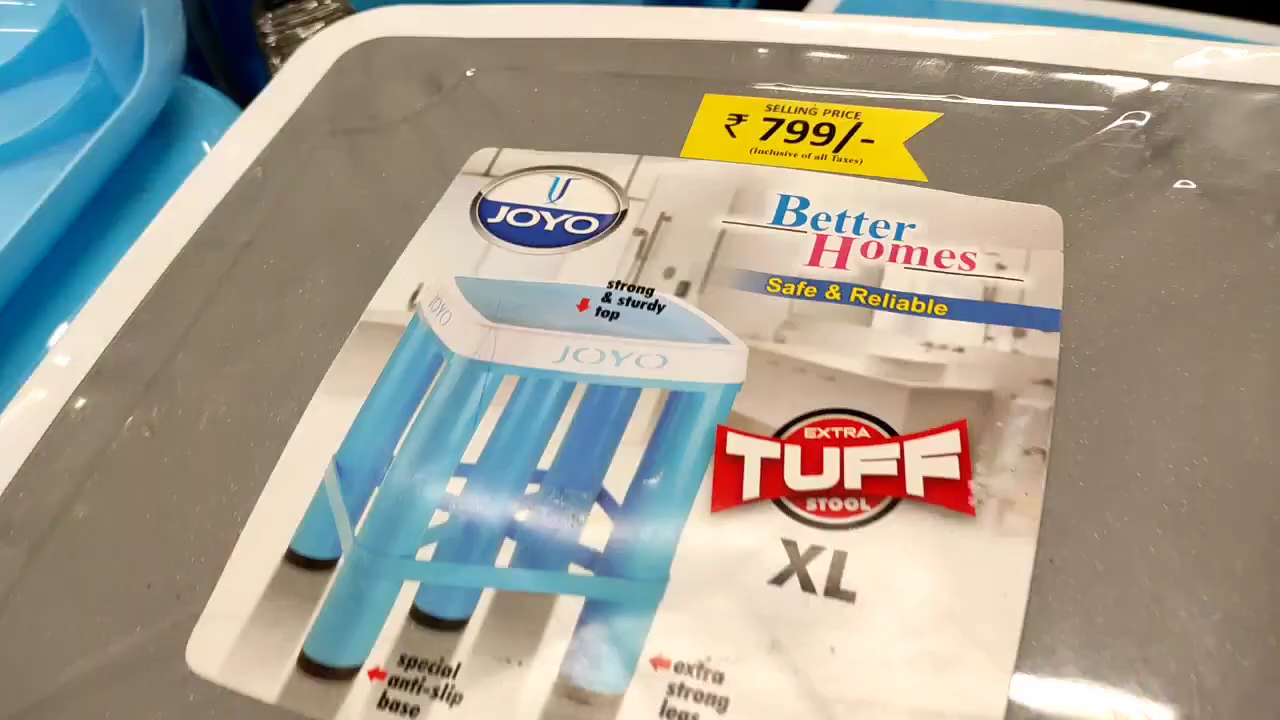 SELLING PRICE
₹ 799/-
(Inclusive of all Taxes)
JOYO
Better
Homes
Safe & Reliable
strong
& sturdy
top
JOYO
JOYO
EXTRA
TUFF
STOOL
XL
special
anti-slip
base
extra
strong
legs